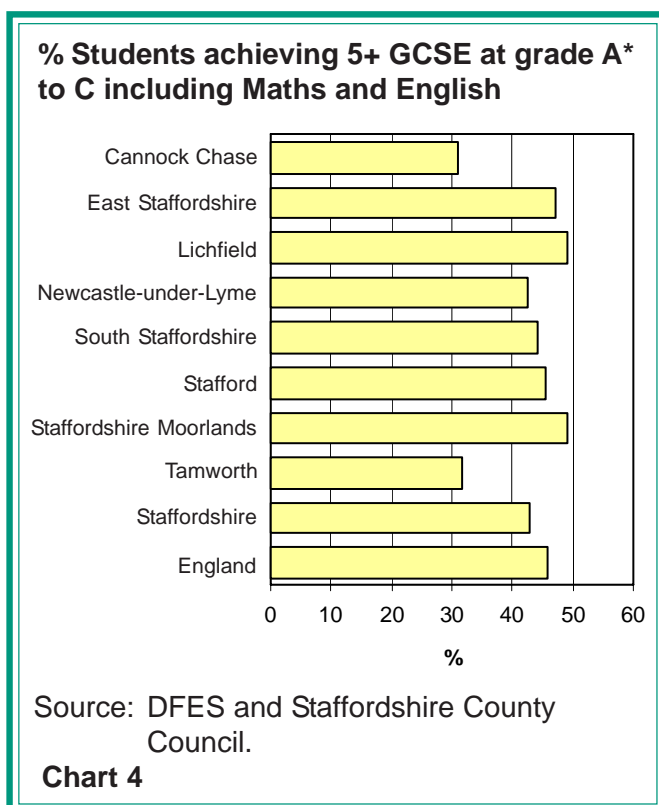 % Students achieving 5+ GCSE at grade A*
to C including Maths and English
Cannock Chase
East Staffordshire
Lichfield
Newcastle-under-Lyme
South Staffordshire
Stafford
Staffordshire Moorlands
Tamworth
Staffordshire
England
0 10 20 30 40 50 60
%
Source: DFES and Staffordshire County
Council.
Chart 4